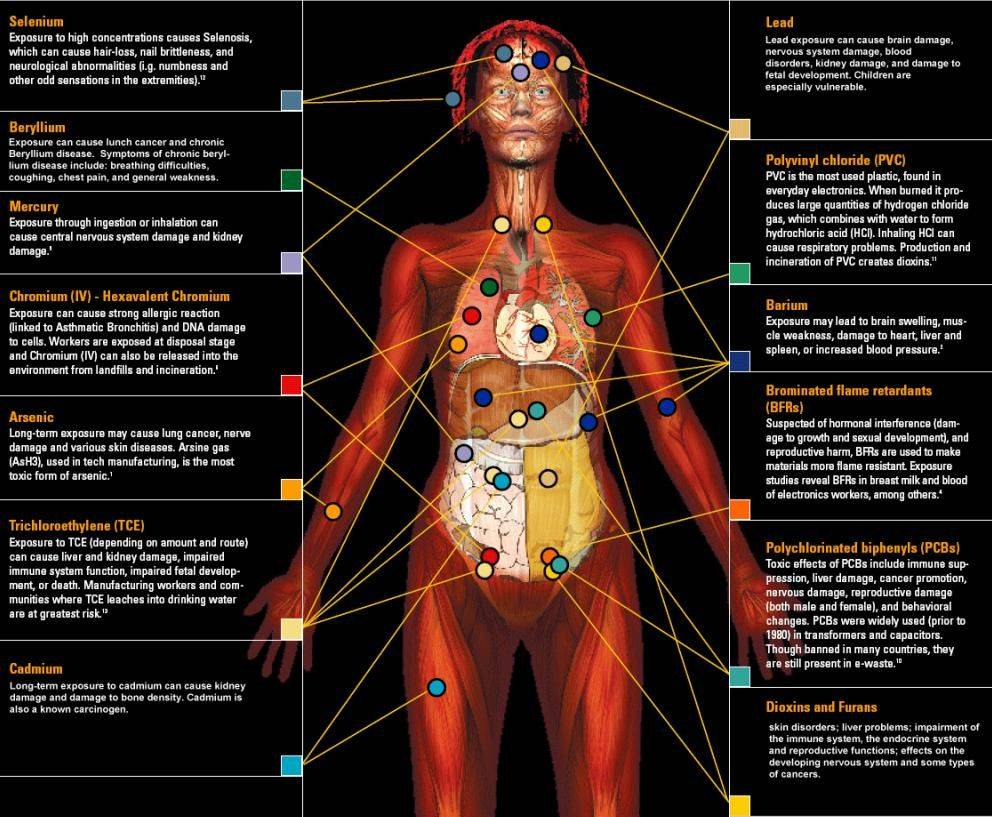 Selenium
Exposure to high concentrations causes Selenosis,
which can cause hair-loss, nail brittleness, and
neurological abnormalities (i.g. numbness and
other odd sensations in the extremities).¹²
Beryllium
Exposure can cause lunch cancer and chronic
Beryllium disease. Symptoms of chronic beryl-
lium disease include: breathing difficulties,
coughing, chest pain, and general weakness.
Mercury
Exposure through ingestion or inhalation can
cause central nervous system damage and kidney
damage.⁹
Chromium (IV) - Hexavalent Chromium
Exposure can cause strong allergic reaction
(linked to Asthmatic Bronchitis) and DNA damage
to cells. Workers are exposed at disposal stage
and Chromium (IV) can also be released into the
environment from landfills and incineration.⁶
Arsenic
Long-term exposure may cause lung cancer, nerve
damage and various skin diseases. Arsine gas
(AsH3), used in tech manufacturing, is the most
toxic form of arsenic.¹
Trichloroethylene (TCE)
Exposure to TCE (depending on amount and route)
can cause liver and kidney damage, impaired
immune system function, impaired fetal develop-
ment, or death. Manufacturing workers and com-
munities where TCE leaches into drinking water
are at greatest risk.¹³
Cadmium
Long-term exposure to cadmium can cause kidney
damage and damage to bone density. Cadmium is
also a known carcinogen.
Lead
Lead exposure can cause brain damage,
nervous system damage, blood
disorders, kidney damage, and damage to
fetal development. Children are
especially vulnerable.
Polyvinyl chloride (PVC)
PVC is the most used plastic, found in
everyday electronics. When burned it pro-
duces large quantities of hydrogen chloride
gas, which combines with water to form
hydrochloric acid (HCl). Inhaling HCl can
cause respiratory problems. Production and
incineration of PVC creates dioxins.¹¹
Barium
Exposure may lead to brain swelling, mus-
cle weakness, damage to heart, liver and
spleen, or increased blood pressure.²
Brominated flame retardants
(BFRs)
Suspected of hormonal interference (dam-
age to growth and sexual development), and
reproductive harm, BFRs are used to make
materials more flame resistant. Exposure
studies reveal BFRs in breast milk and blood
of electronics workers, among others.⁴
Polychlorinated biphenyls (PCBs)
Toxic effects of PCBs include immune sup-
pression, liver damage, cancer promotion,
nervous damage, reproductive damage
(both male and female), and behavioral
changes. PCBs were widely used (prior to
1980) in transformers and capacitors.
Though banned in many countries, they
are still present in e-waste.¹⁰
Dioxins and Furans
skin disorders; liver problems; impairment of
the immune system, the endocrine system
and reproductive functions; effects on the
developing nervous system and some types
of cancers.